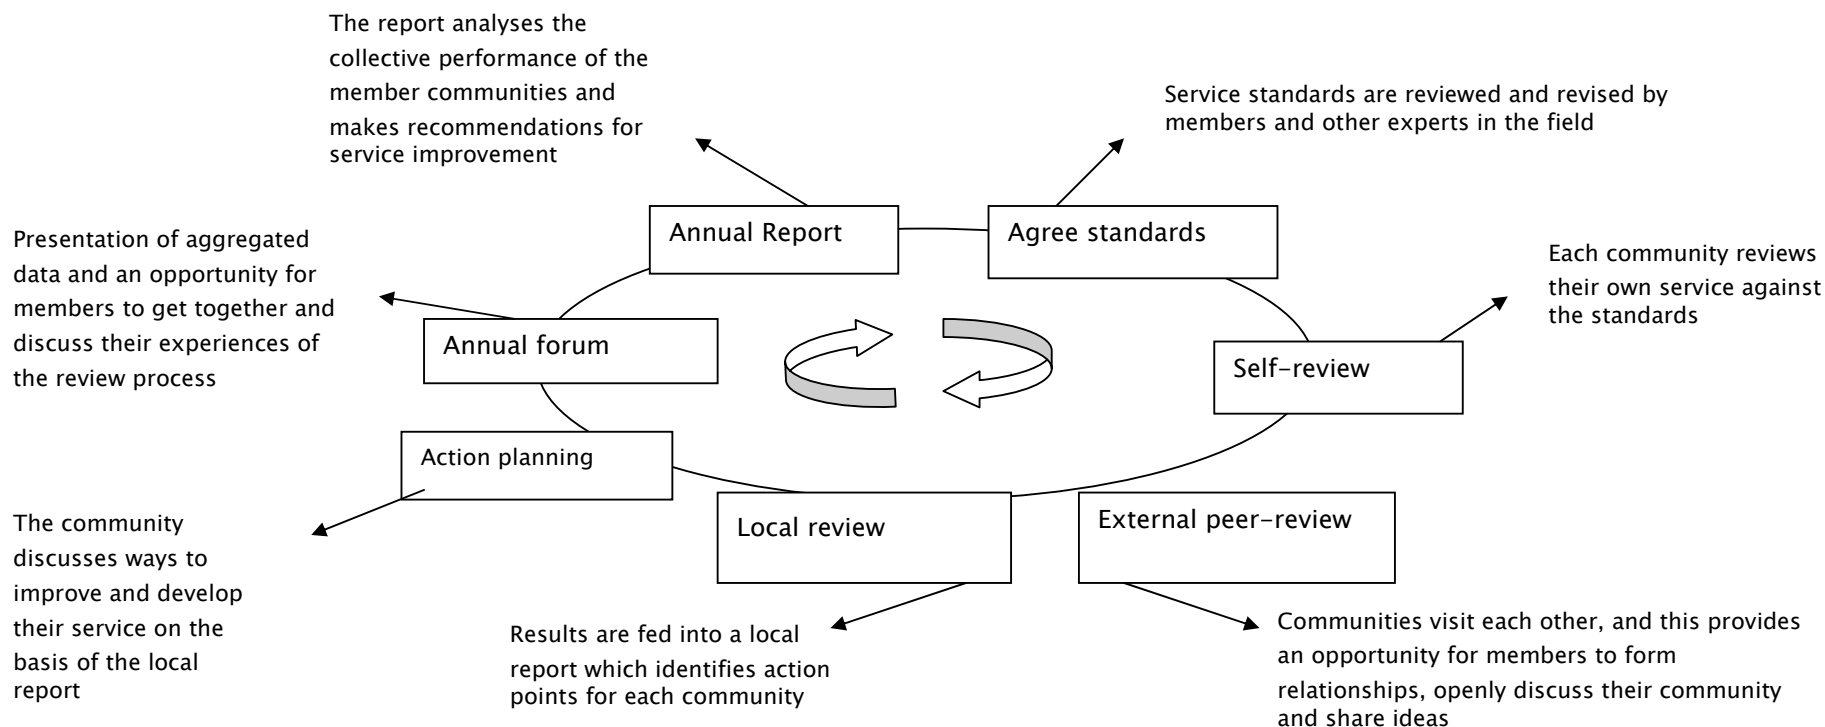 The report analyses the
collective performance of the
member communities and
makes recommendations for
service improvement
Service standards are reviewed and revised by
members and other experts in the field
Annual Report
Agree standards
Presentation of aggregated
data and an opportunity for
members to get together and
discuss their experiences of
the review process
Each community reviews
their own service against
the standards
Annual forum
Self-review
Action planning
Local review
External peer-review
The community
discusses ways to
improve and develop
their service on the
basis of the local
report
Results are fed into a local
report which identifies action
points for each community
Communities visit each other, and this provides
an opportunity for members to form
relationships, openly discuss their community
and share ideas